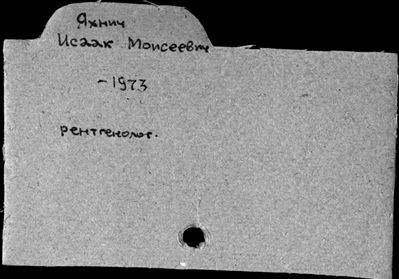 Яхнич
Исаак Моисеевич
-1973
рентгенолог.